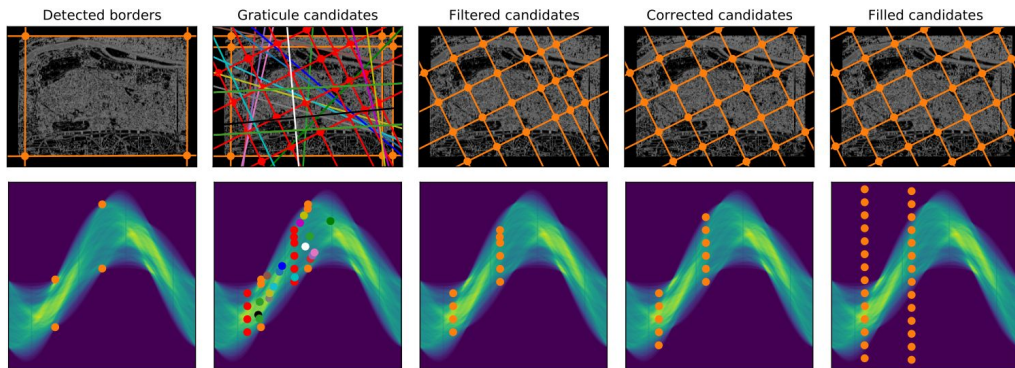 Detected borders
Graticule candidates
Filtered candidates
Corrected candidates
Filled candidates